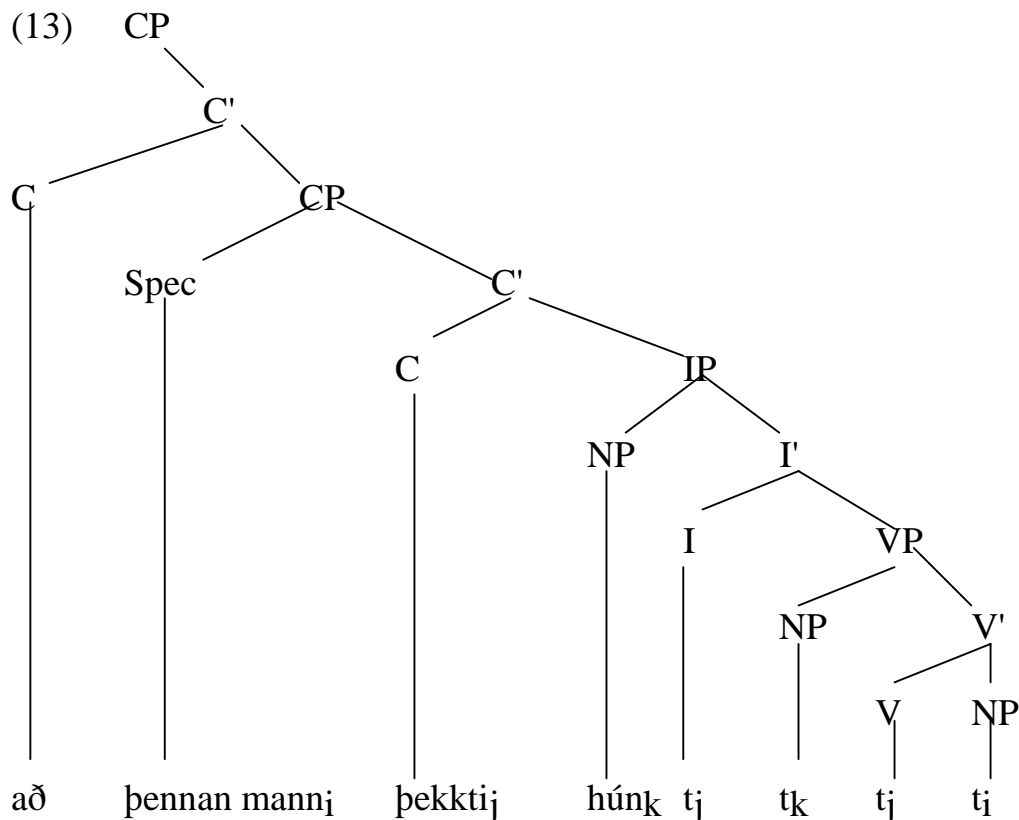 (13) CP
C'
C CP
Spec C'
C IP
NP I'
I VP
NP V'
V NP
að þennan manni þekktij húnk tj tk tj ti